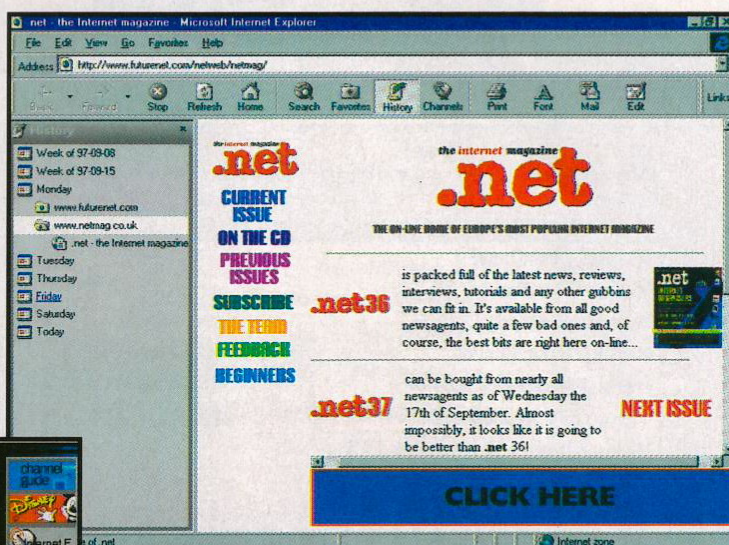 .net - the Internet magazine - Microsoft Internet Explorer
File Edit View Go Favorites Help
Address http://www.futurenet.com/netweb/netmag/
Back Forward Stop Refresh Home Search Favorites History Channels Print Font Mail Edit Links
History
Week of 97-09-08
Week of 97-09-15
Monday
www.futurenet.com
www.netmag.co.uk
.net - the Internet magazine
Tuesday
Thursday
Friday
Saturday
Today
the internet magazine
.net
CURRENT
ISSUE
ON THE CD
PREVIOUS
ISSUES
SUBSCRIBE
THE TEAM
FEEDBACK
BEGINNERS
the internet magazine
.net
THE ON-LINE HOME OF EUROPE'S MOST POPULAR INTERNET MAGAZINE
.net36
is packed full of the latest news, reviews,
interviews, tutorials and any other gubbins
we can fit in. It's available from all good
newsagents, quite a few bad ones and, of
course, the best bits are right here on-line...
.net
.net37
can be bought from nearly all
newsagents as of Wednesday the
17th of September. Almost
impossibly, it looks like it is going to
be better than .net 36!
NEXT ISSUE
CLICK HERE
channel
guide
Disney
Internet E
of .net
Internet zone